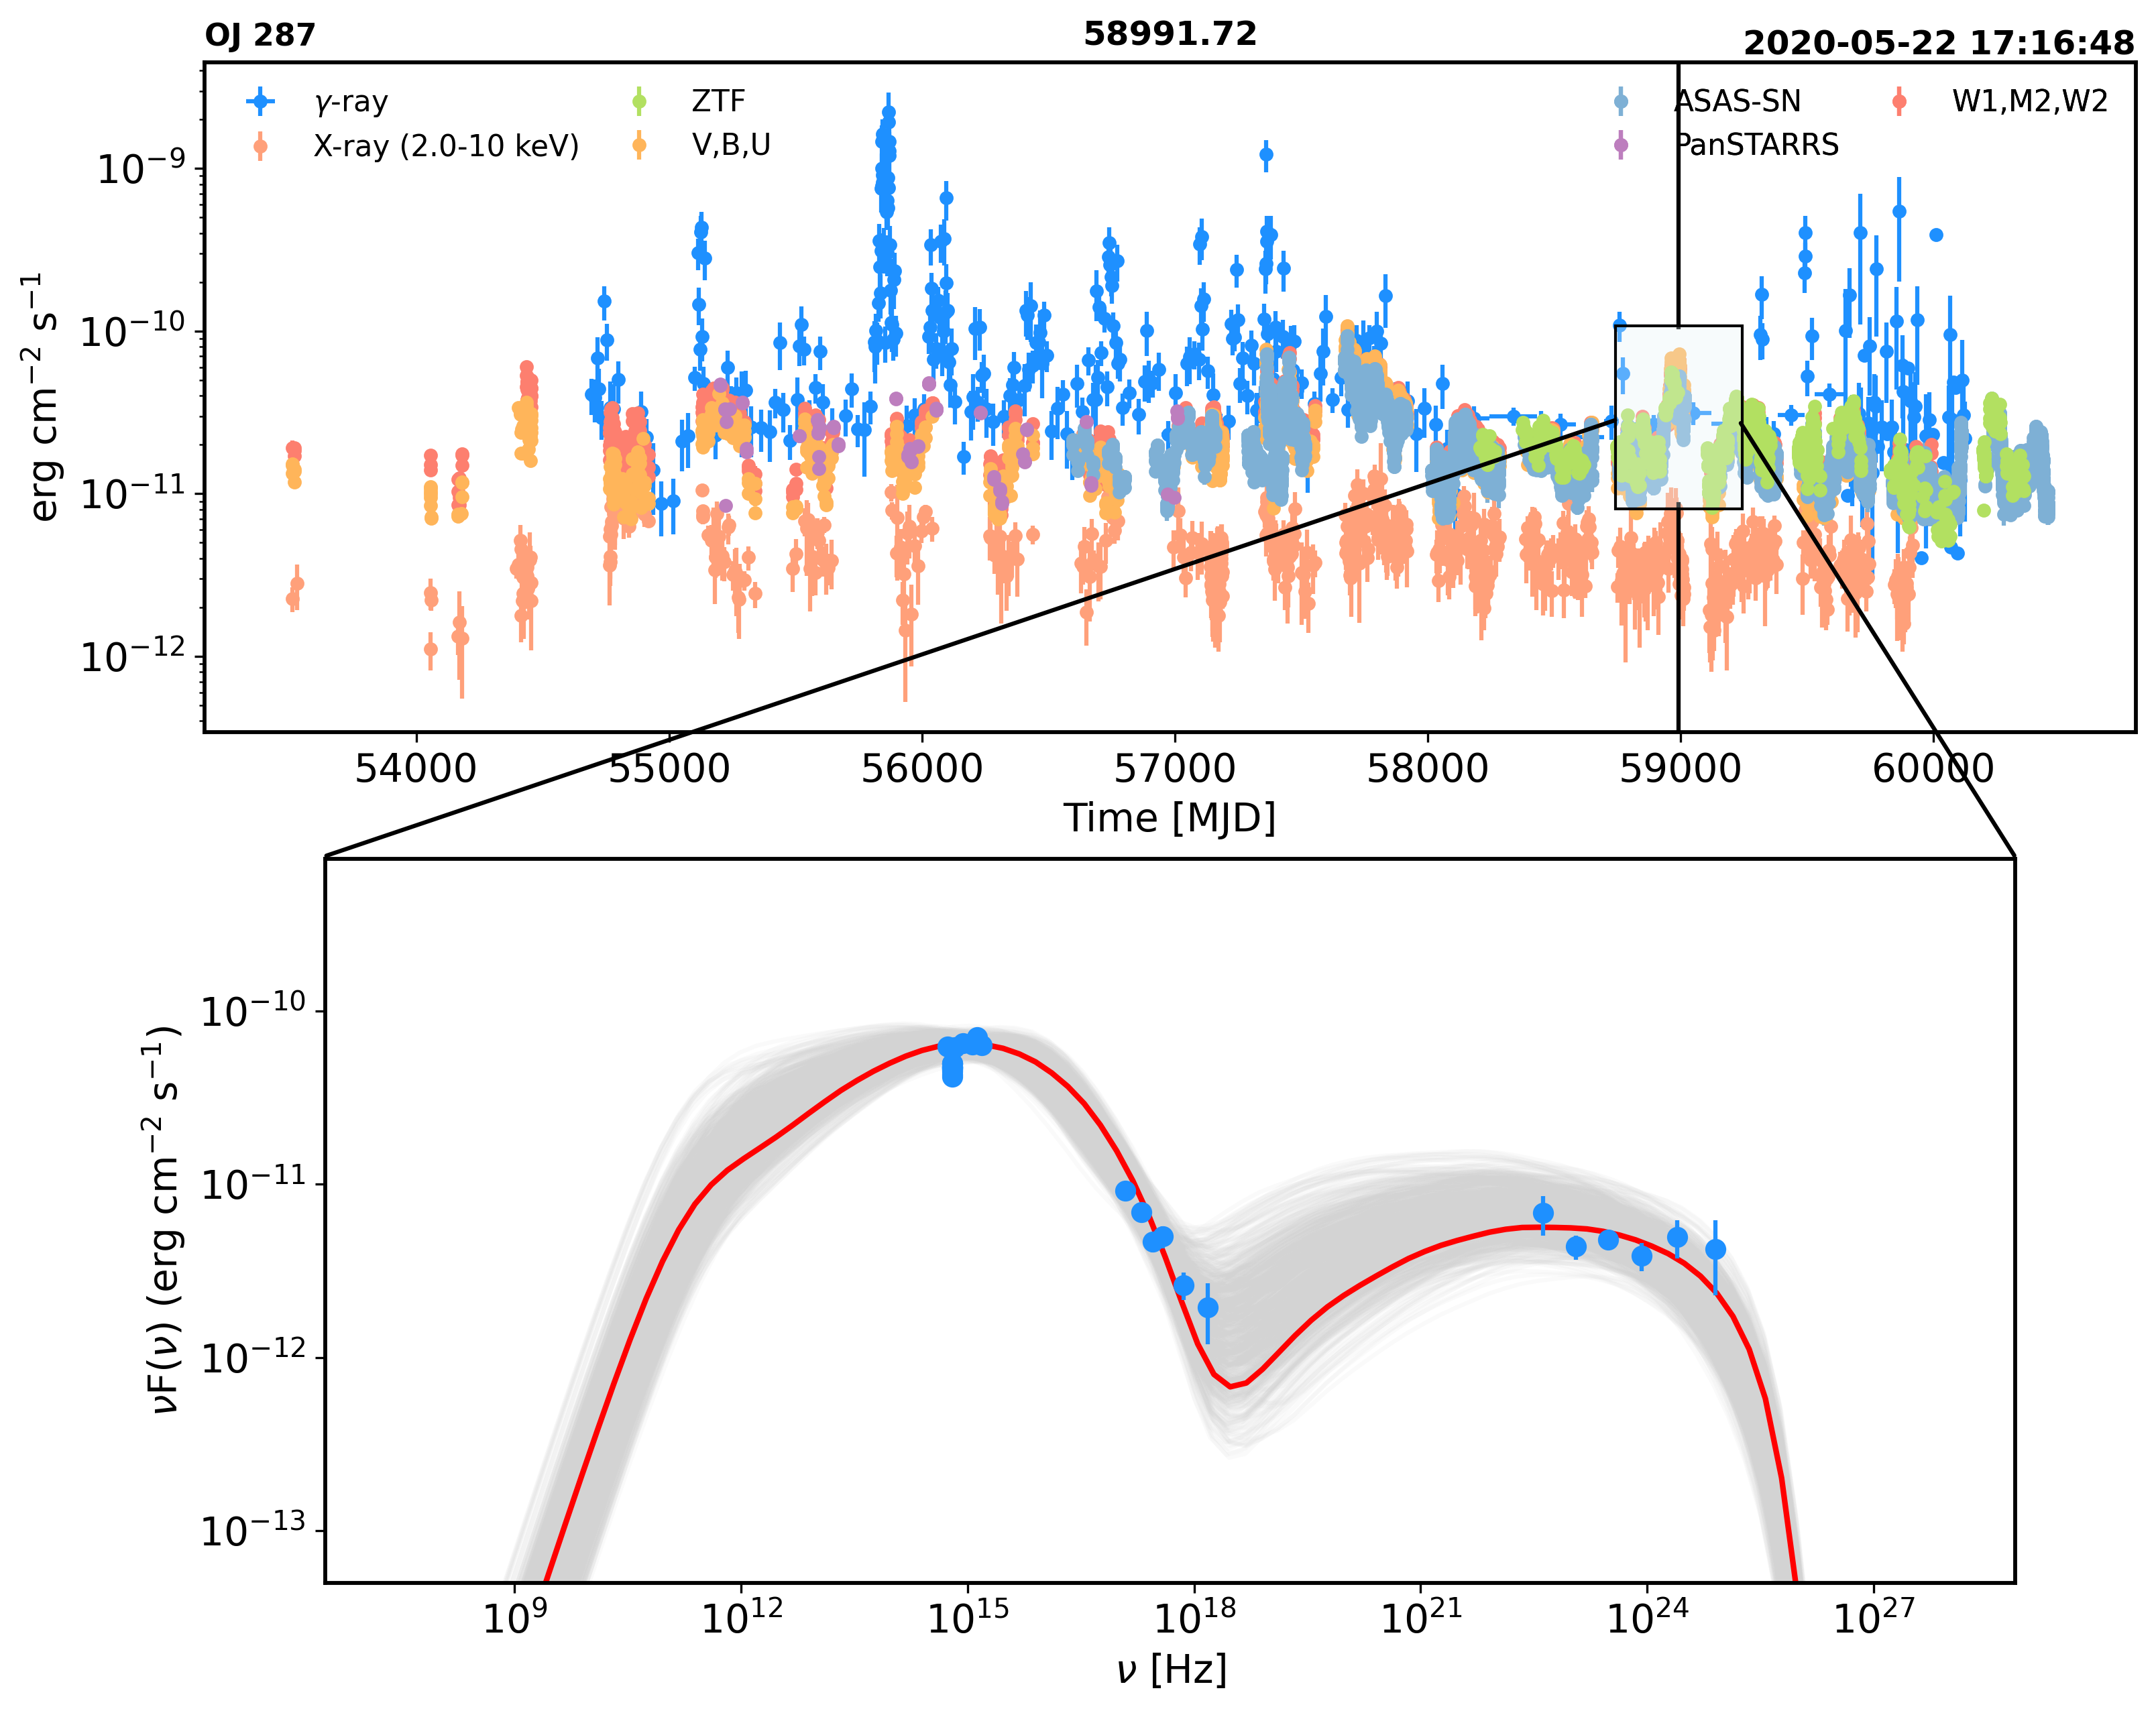 OJ 287 58991.72 2020-05-22 17:16:48
γ-ray ZTF ASAS-SN W1,M2,W2
X-ray (2.0-10 keV) V,B,U PanSTARRS
10⁻⁹
10⁻¹⁰
10⁻¹¹
10⁻¹²
erg cm⁻² s⁻¹
54000 55000 56000 57000 58000 59000 60000
Time [MJD]
10⁻¹⁰
10⁻¹¹
10⁻¹²
10⁻¹³
νF(ν) (erg cm⁻² s⁻¹)
10⁹ 10¹² 10¹⁵ 10¹⁸ 10²¹ 10²⁴ 10²⁷
ν [Hz]